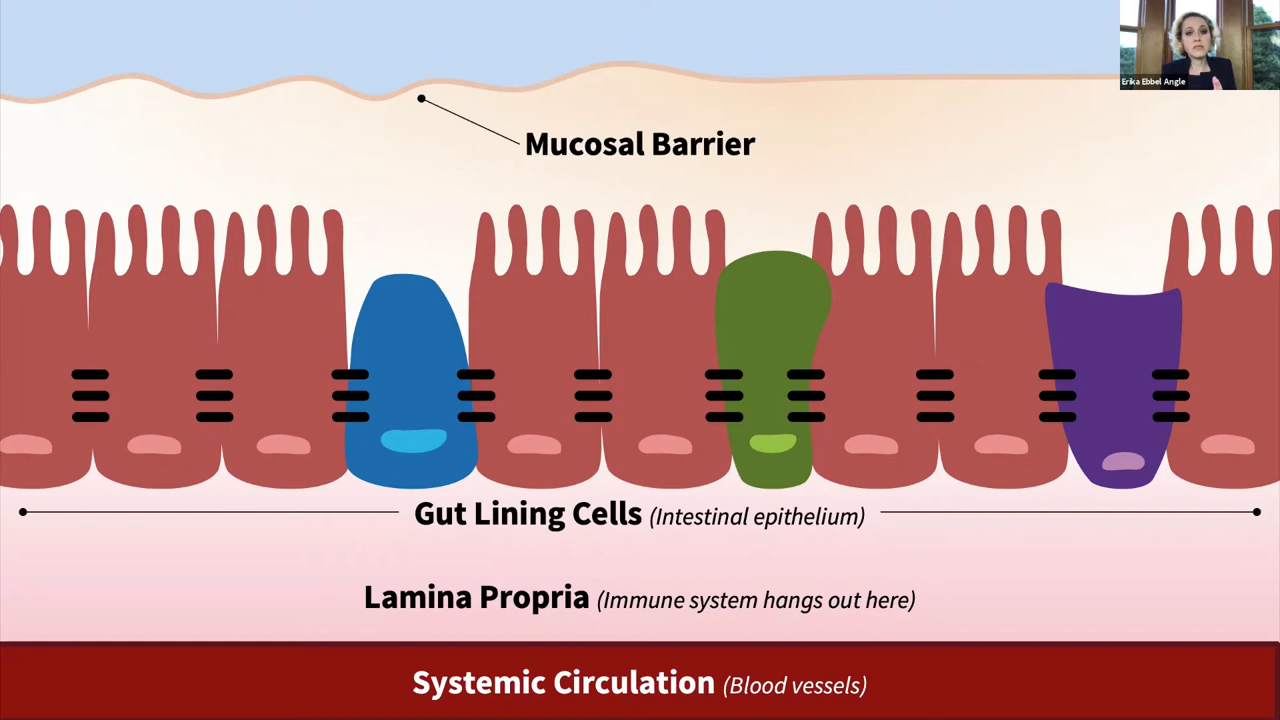 Erika Ebbel Angle
Mucosal Barrier
Gut Lining Cells (Intestinal epithelium)
Lamina Propria (Immune system hangs out here)
Systemic Circulation (Blood vessels)